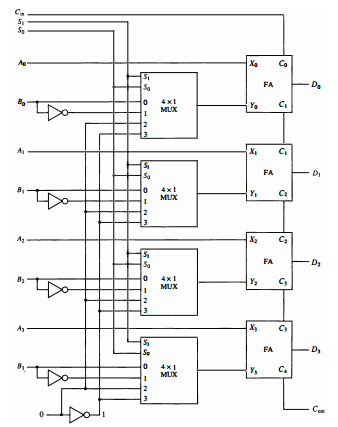 Cin
S1
S0
A0 X0 C0
S1 FA D0
S0
B0 0 4 × 1 Y0 C1
1 MUX
2
3
A1 X1 C1
S1 FA D1
S0
B1 0 4 × 1 Y1 C2
1 MUX
2
3
A2 X2 C2
S1 FA D2
S0
B2 0 4 × 1 Y2 C3
1 MUX
2
3
A3 X3 C3
S1 FA D3
S0
B3 0 4 × 1 Y3 C4
1 MUX
2
3
0 1 Cout